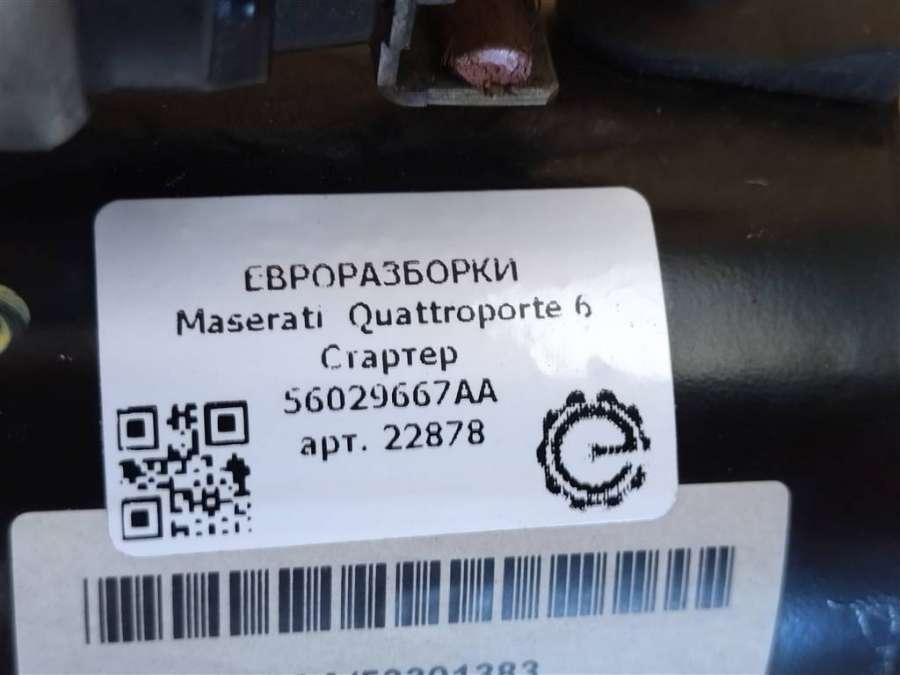 ЕВРОРАЗБОРКИ
Maserati Quattroporte 6
Стартер
56029667AA
арт. 22878